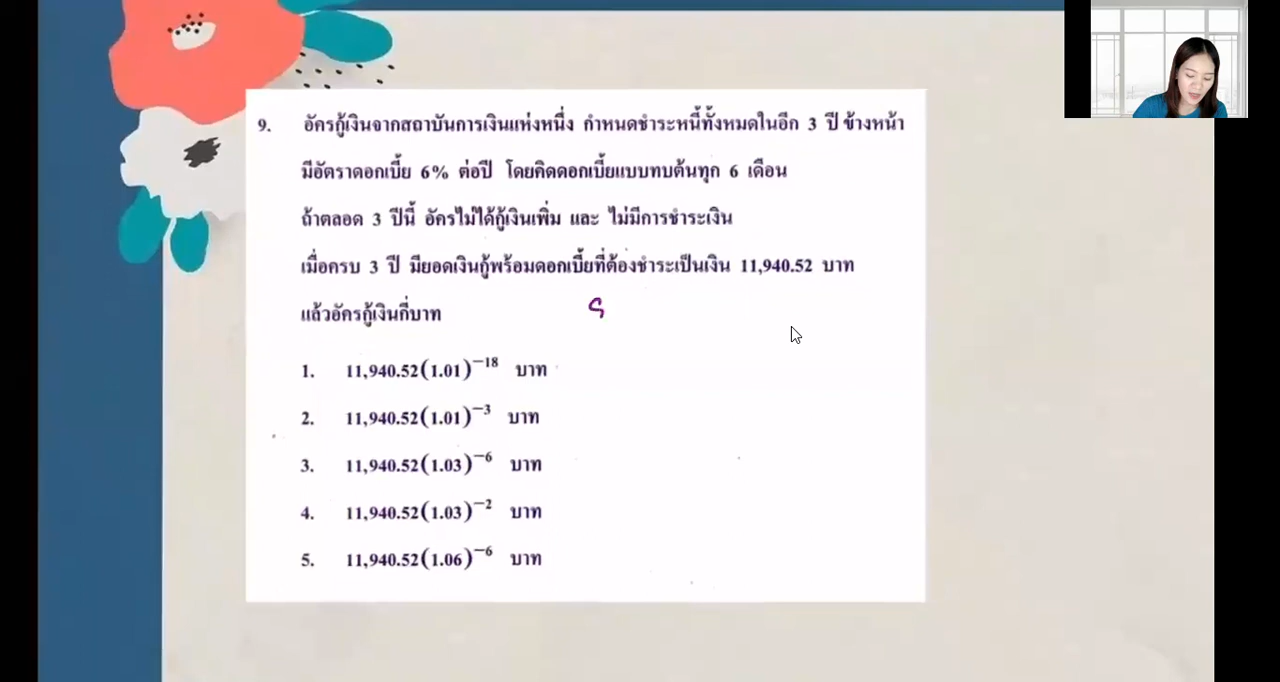 9. อัครกู้เงินจากสถาบันการเงินแห่งหนึ่ง กำหนดชำระหนี้ทั้งหมดในอีก 3 ปี ข้างหน้า
มีอัตราดอกเบี้ย 6% ต่อปี โดยคิดดอกเบี้ยแบบทบต้นทุก 6 เดือน
ถ้าตลอด 3 ปีนี้ อัครไม่ได้กู้เงินเพิ่ม และ ไม่มีการชำระเงิน
เมื่อครบ 3 ปี มียอดเงินกู้พร้อมดอกเบี้ยที่ต้องชำระเป็นเงิน 11,940.52 บาท
แล้วอัครกู้เงินกี่บาท
1. 11,940.52(1.01)⁻¹⁸ บาท
2. 11,940.52(1.01)⁻³ บาท
3. 11,940.52(1.03)⁻⁶ บาท
4. 11,940.52(1.03)⁻² บาท
5. 11,940.52(1.06)⁻⁶ บาท